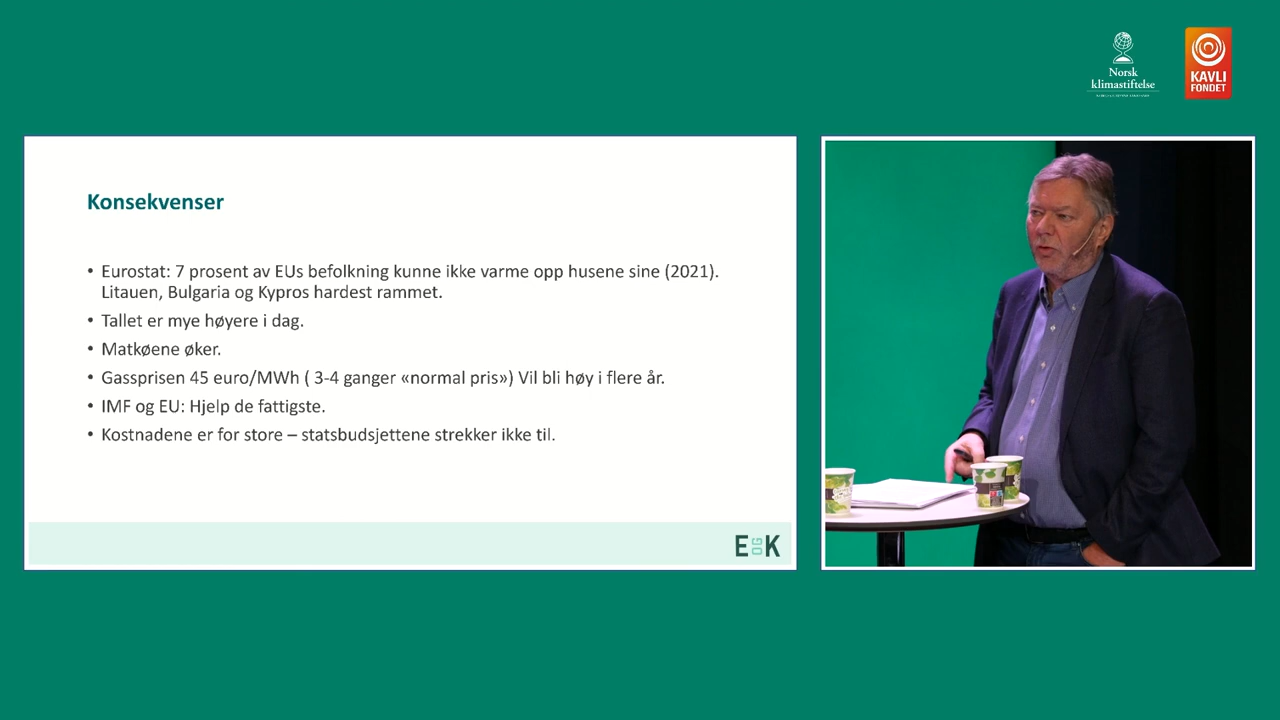 Norsk
klimastiftelse
KAVLI
FONDET
Konsekvenser
• Eurostat: 7 prosent av EUs befolkning kunne ikke varme opp husene sine (2021).
Litauen, Bulgaria og Kypros hardest rammet.
• Tallet er mye høyere i dag.
• Matkøene øker.
• Gassprisen 45 euro/MWh ( 3-4 ganger «normal pris») Vil bli høy i flere år.
• IMF og EU: Hjelp de fattigste.
• Kostnadene er for store – statsbudsjettene strekker ikke til.
E OG K